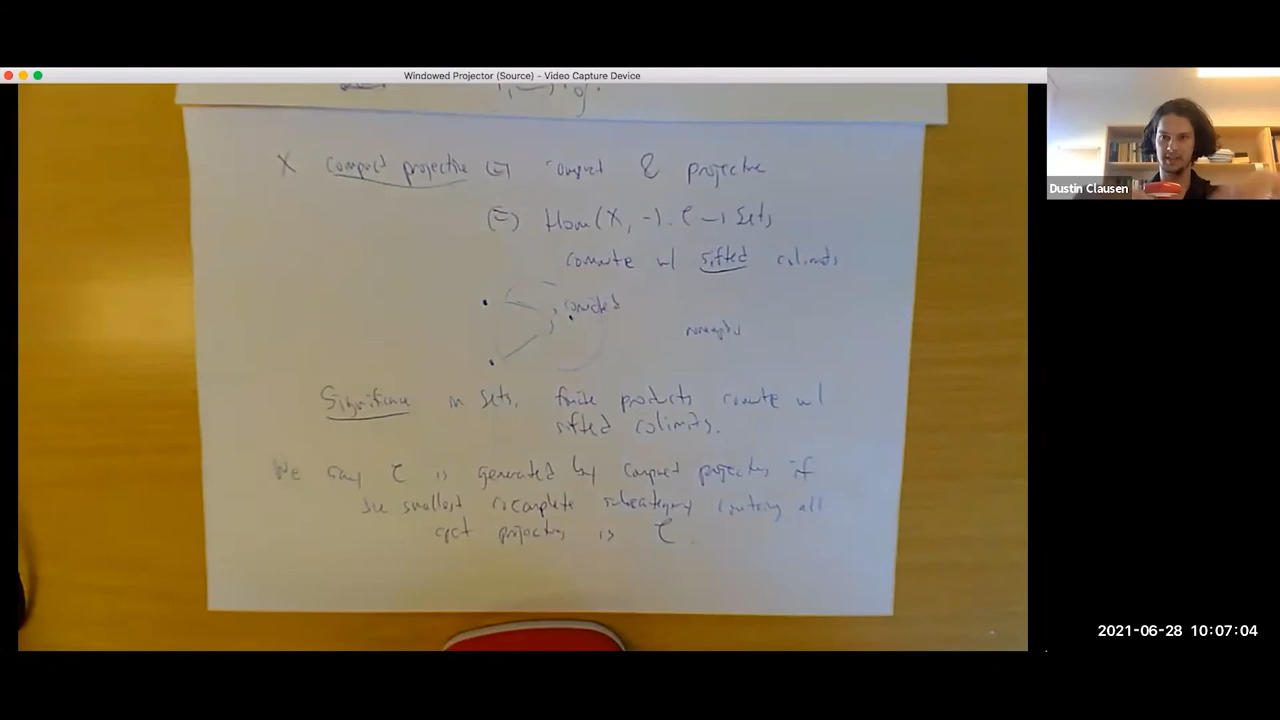 Windowed Projector (Source) - Video Capture Device
X compact projective ⇔ compact & projective
⇔ Hom(X, -): C → Sets
commute w/ sifted colimits
connected
nonempty
Significance in Sets, finite products commute w/
sifted colimits.
We say C is generated by compact projectives if
the smallest cocomplete subcategory containing all
cpct projectives is C.
Dustin Clausen
2021-06-28 10:07:04